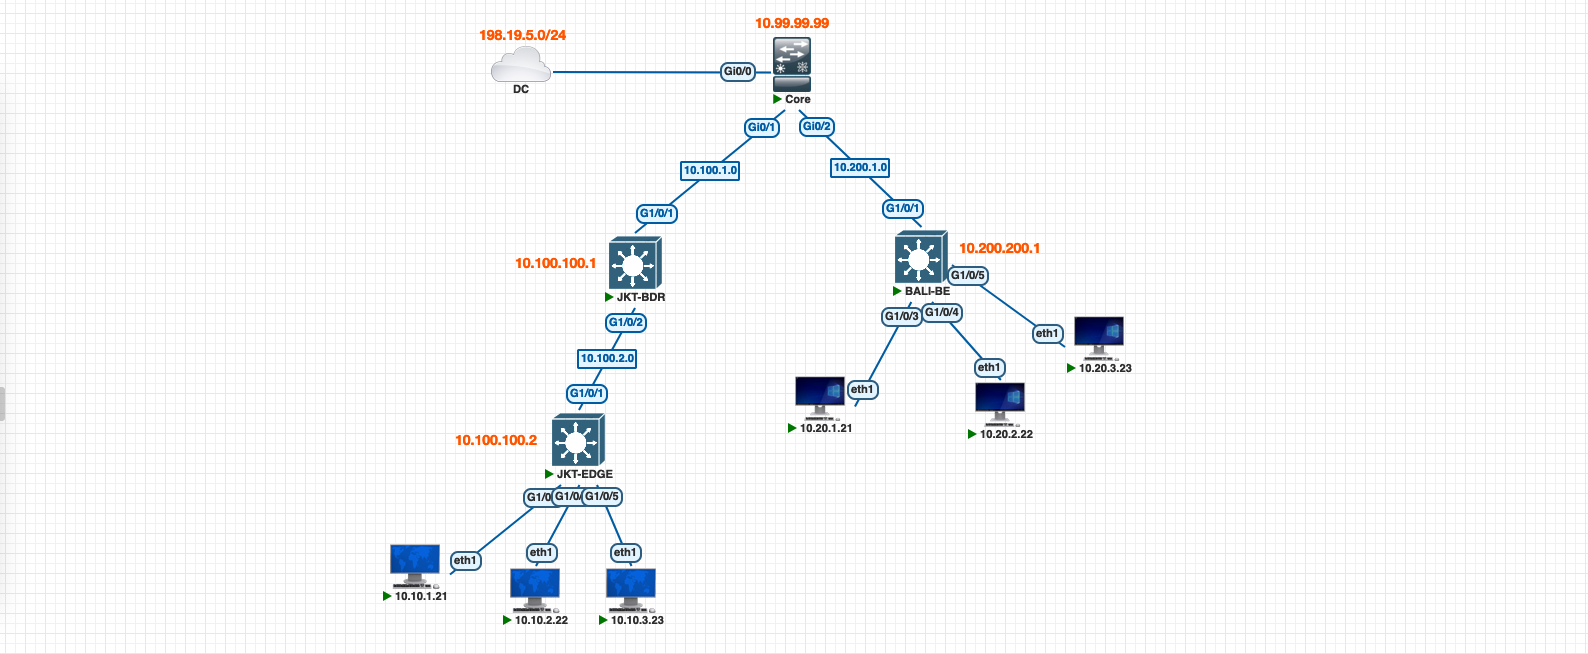 10.99.99.99
198.19.5.0/24
Gi0/0
DC
Core
Gi0/1
Gi0/2
10.100.1.0
10.200.1.0
G1/0/1
G1/0/1
10.200.200.1
10.100.100.1
G1/0/5
JKT-BDR
BALI-BE
G1/0/2
G1/0/3
G1/0/4
eth1
10.100.2.0
10.20.3.23
eth1
G1/0/1
eth1
10.20.1.21
10.20.2.22
10.100.100.2
JKT-EDGE
G1/0
G1/0/
G1/0/5
eth1
eth1
eth1
10.10.1.21
10.10.2.22
10.10.3.23